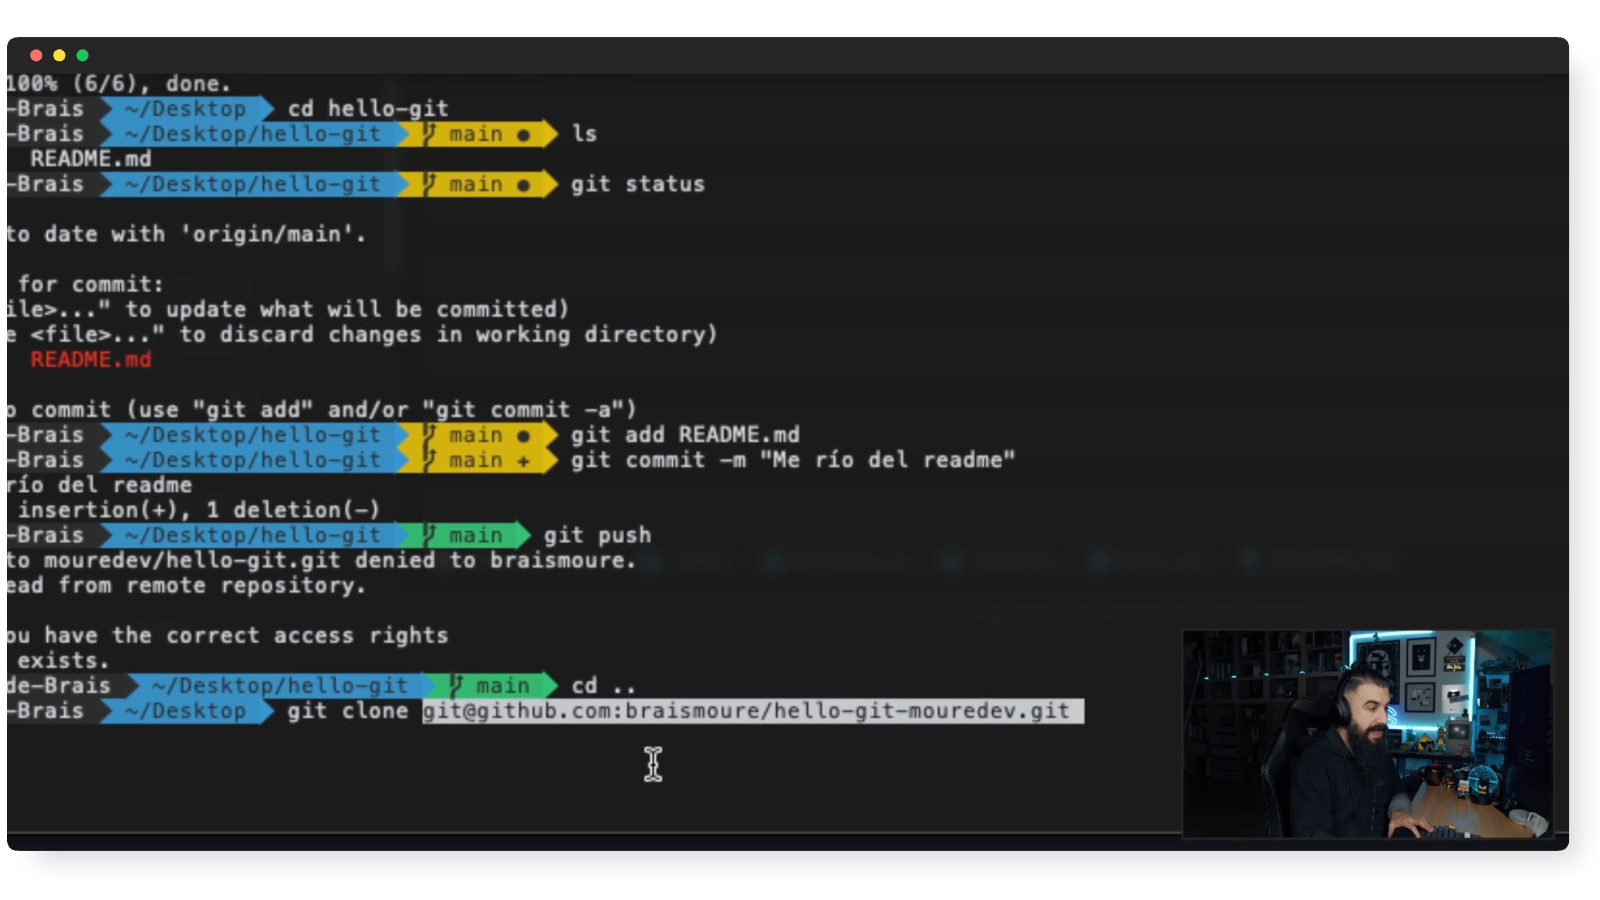 100% (6/6), done.
-Brais ~/Desktop cd hello-git
-Brais ~/Desktop/hello-git main ● ls
README.md
-Brais ~/Desktop/hello-git main ● git status
to date with 'origin/main'.
for commit:
ile>..." to update what will be committed)
e <file>..." to discard changes in working directory)
README.md
o commit (use "git add" and/or "git commit -a")
-Brais ~/Desktop/hello-git main ● git add README.md
-Brais ~/Desktop/hello-git main + git commit -m "Me río del readme"
río del readme
insertion(+), 1 deletion(-)
-Brais ~/Desktop/hello-git main git push
to mouredev/hello-git.git denied to braismoure.
ead from remote repository.
ou have the correct access rights
exists.
de-Brais ~/Desktop/hello-git main cd ..
-Brais ~/Desktop git clone git@github.com:braismoure/hello-git-mouredev.git